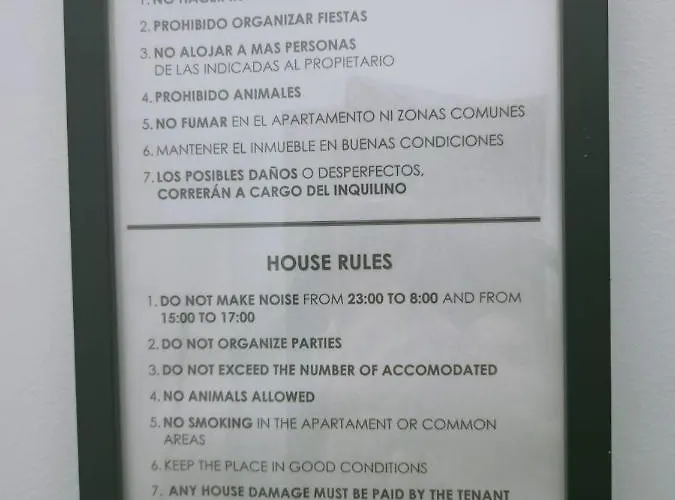 2. PROHIBIDO ORGANIZAR FIESTAS
3. NO ALOJAR A MAS PERSONAS
DE LAS INDICADAS AL PROPIETARIO
4. PROHIBIDO ANIMALES
5. NO FUMAR EN EL APARTAMENTO NI ZONAS COMUNES
6. MANTENER EL INMUEBLE EN BUENAS CONDICIONES
7. LOS POSIBLES DAÑOS O DESPERFECTOS,
CORRERÁN A CARGO DEL INQUILINO
HOUSE RULES
1. DO NOT MAKE NOISE FROM 23:00 TO 8:00 AND FROM
15:00 TO 17:00
2. DO NOT ORGANIZE PARTIES
3. DO NOT EXCEED THE NUMBER OF ACCOMODATED
4. NO ANIMALS ALLOWED
5. NO SMOKING IN THE APARTAMENT OR COMMON
AREAS
6. KEEP THE PLACE IN GOOD CONDITIONS
7. ANY HOUSE DAMAGE MUST BE PAID BY THE TENANT